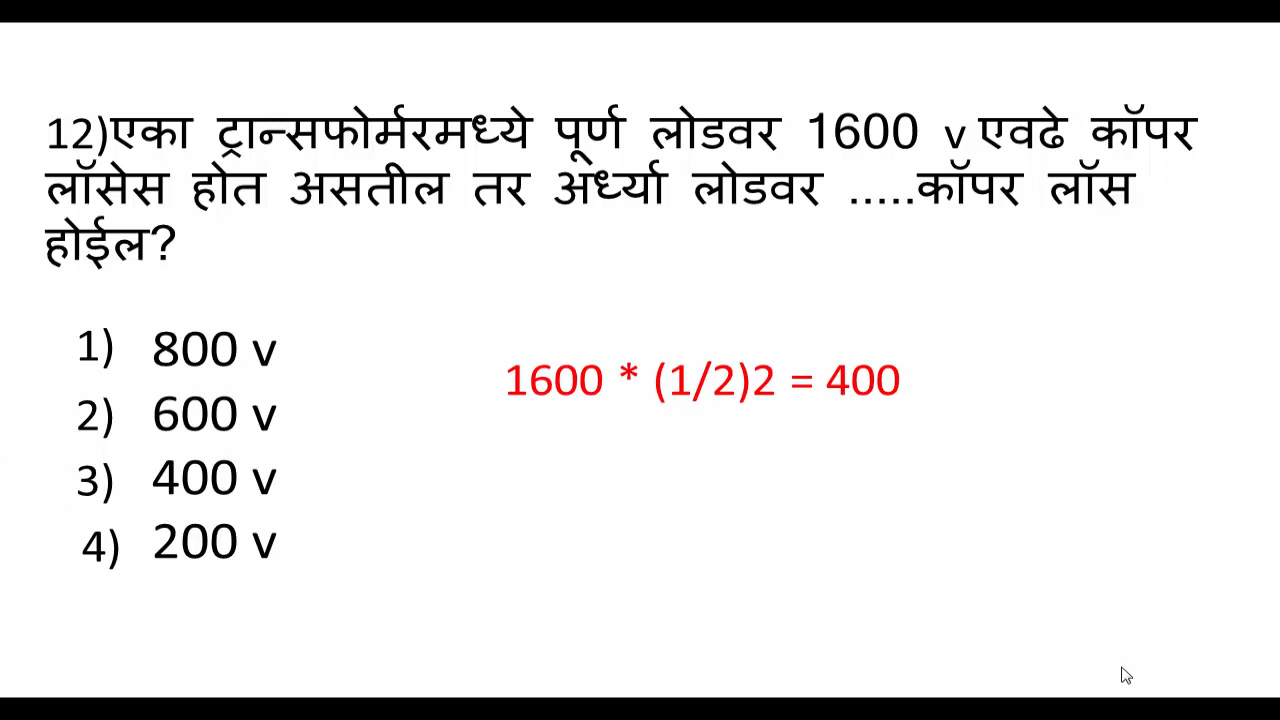 12)एका ट्रान्सफोर्मरमध्ये पूर्ण लोडवर 1600 v एवढे कॉपर
लॉसेस होत असतील तर अर्ध्या लोडवर .....कॉपर लॉस
होईल?
1) 800 v
1600 * (1/2)2 = 400
2) 600 v
3) 400 v
4) 200 v